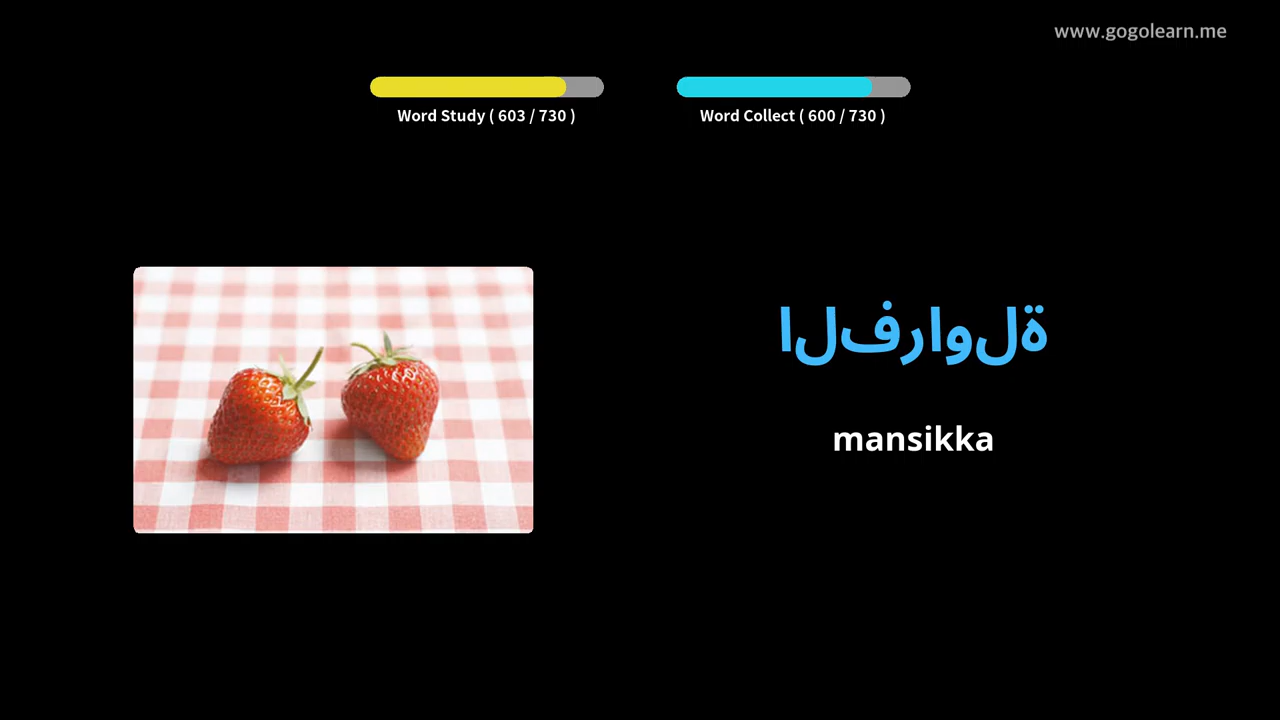 www.gogolearn.me
Word Study ( 603 / 730 )
Word Collect ( 600 / 730 )
الفراولة
mansikka